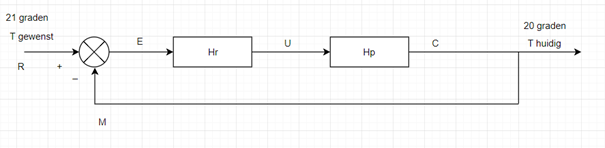 21 graden
T gewenst
R
+
–
E
Hr
U
Hp
C
20 graden
T huidig
M